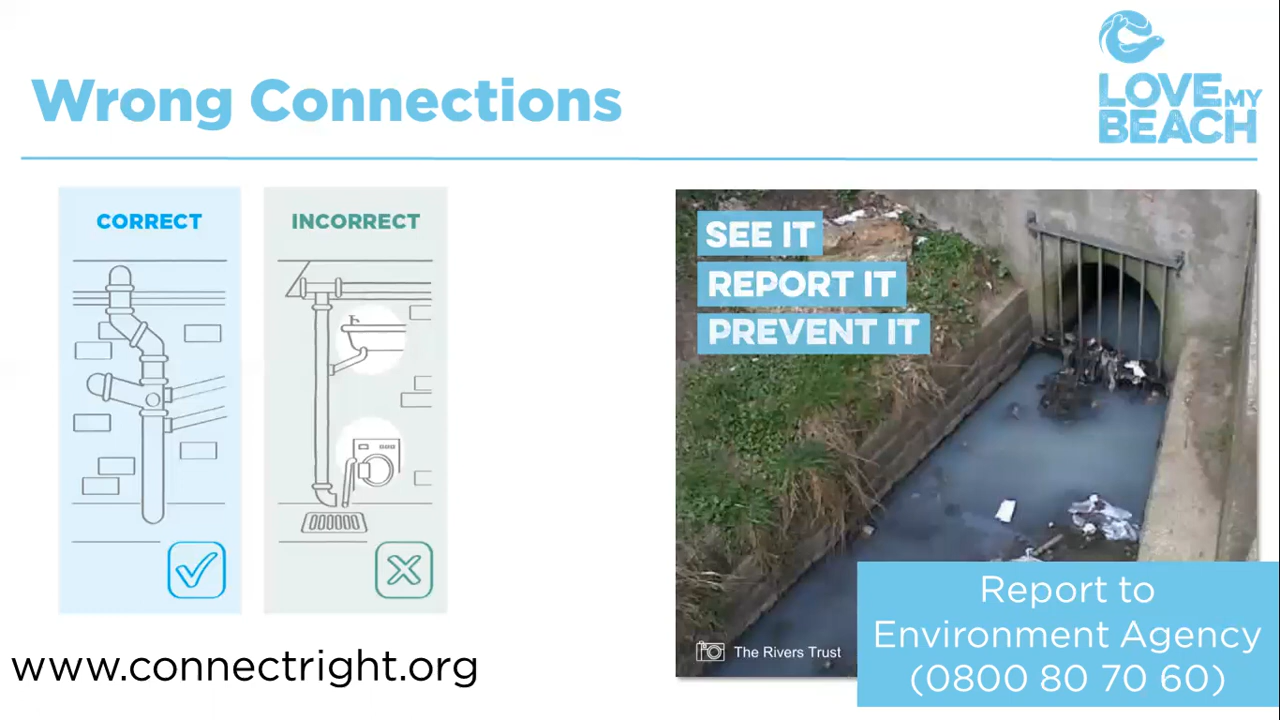 Wrong Connections
LOVE MY
BEACH
CORRECT
INCORRECT
SEE IT
REPORT IT
PREVENT IT
The Rivers Trust
www.connectright.org
Report to
Environment Agency
(0800 80 70 60)